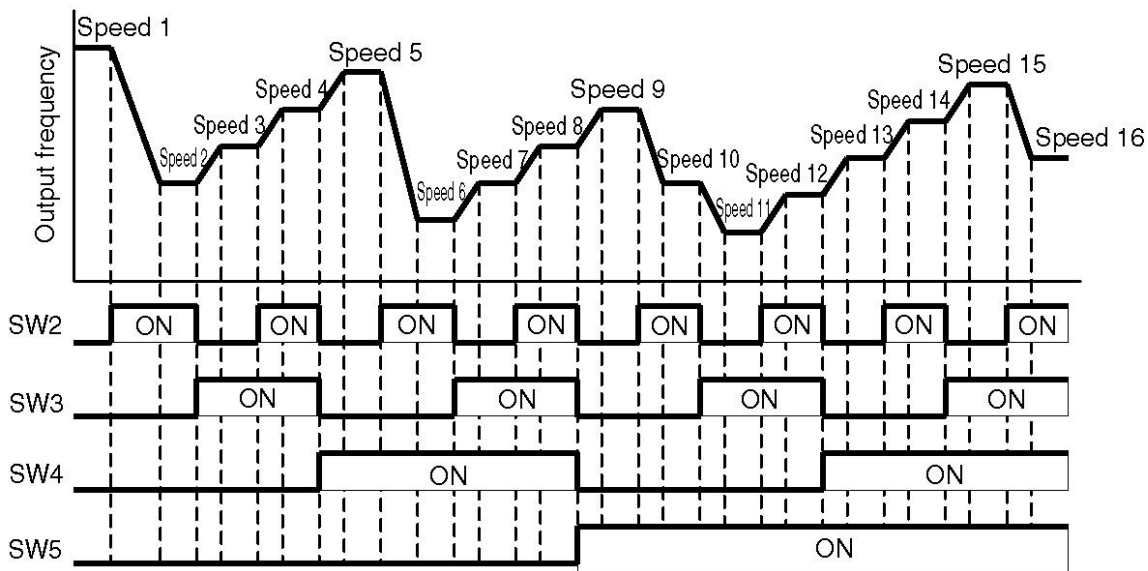 Output frequency
Speed 1
Speed 2
Speed 3
Speed 4
Speed 5
Speed 6
Speed 7
Speed 8
Speed 9
Speed 10
Speed 11
Speed 12
Speed 13
Speed 14
Speed 15
Speed 16
SW2 ON ON ON ON ON ON ON ON
SW3 ON ON ON ON
SW4 ON ON
SW5 ON